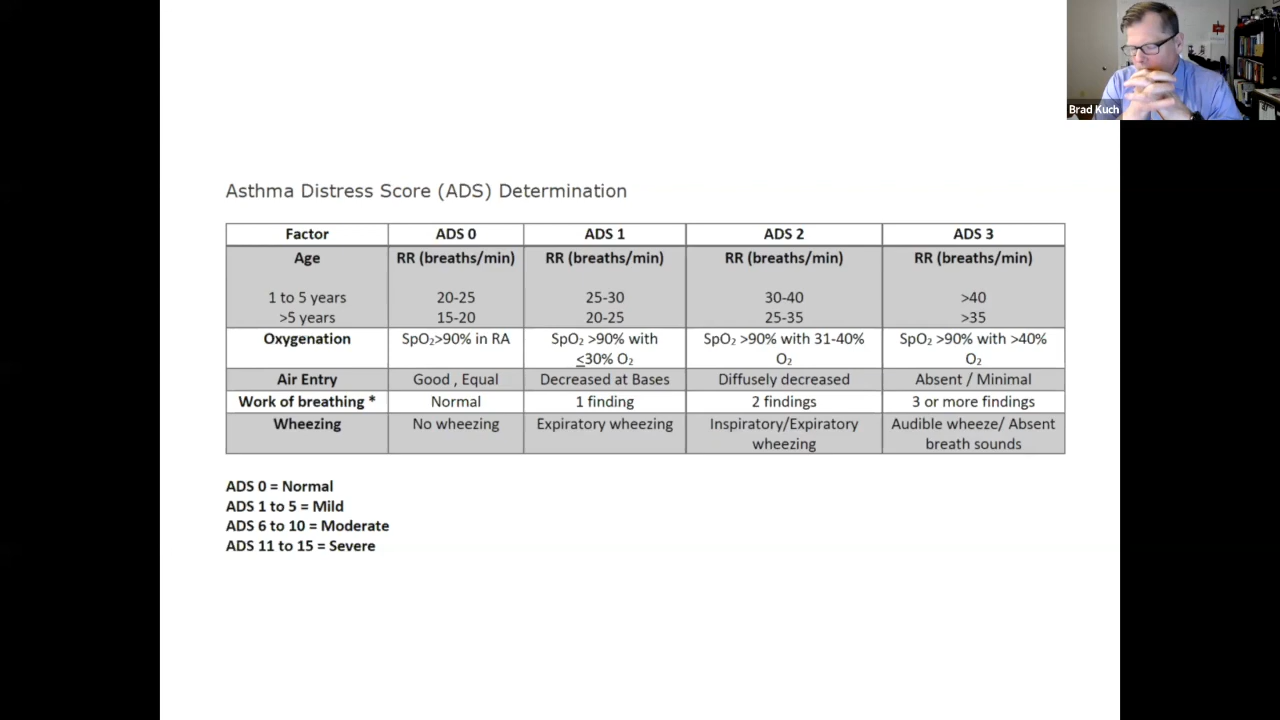 Brad Kuch
Asthma Distress Score (ADS) Determination
Factor ADS 0 ADS 1 ADS 2 ADS 3
Age RR (breaths/min) RR (breaths/min) RR (breaths/min) RR (breaths/min)
1 to 5 years 20-25 25-30 30-40 >40
>5 years 15-20 20-25 25-35 >35
Oxygenation SpO₂>90% in RA SpO₂ >90% with SpO₂ >90% with 31-40% SpO₂ >90% with >40%
≤30% O₂ O₂ O₂
Air Entry Good , Equal Decreased at Bases Diffusely decreased Absent / Minimal
Work of breathing * Normal 1 finding 2 findings 3 or more findings
Wheezing No wheezing Expiratory wheezing Inspiratory/Expiratory Audible wheeze/ Absent
wheezing breath sounds
ADS 0 = Normal
ADS 1 to 5 = Mild
ADS 6 to 10 = Moderate
ADS 11 to 15 = Severe